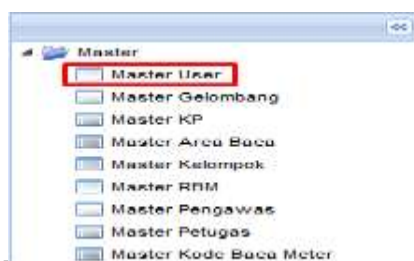 Master
Master User
Master Gelombang
Master KP
Master Area Baca
Master Kelompok
Master RBM
Master Pengawas
Master Petugas
Master Kode Baca Meter